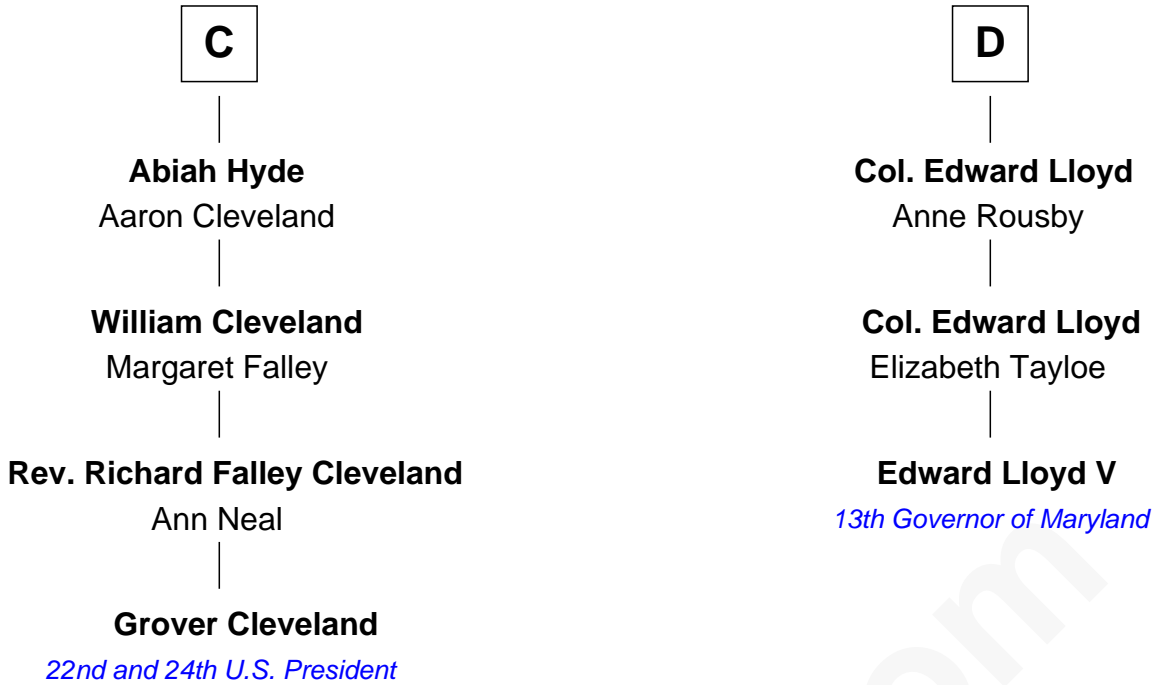 C
Abiah Hyde
Aaron Cleveland
William Cleveland
Margaret Falley
Rev. Richard Falley Cleveland
Ann Neal
Grover Cleveland
22nd and 24th U.S. President
D
Col. Edward Lloyd
Anne Rousby
Col. Edward Lloyd
Elizabeth Tayloe
Edward Lloyd V
13th Governor of Maryland
om